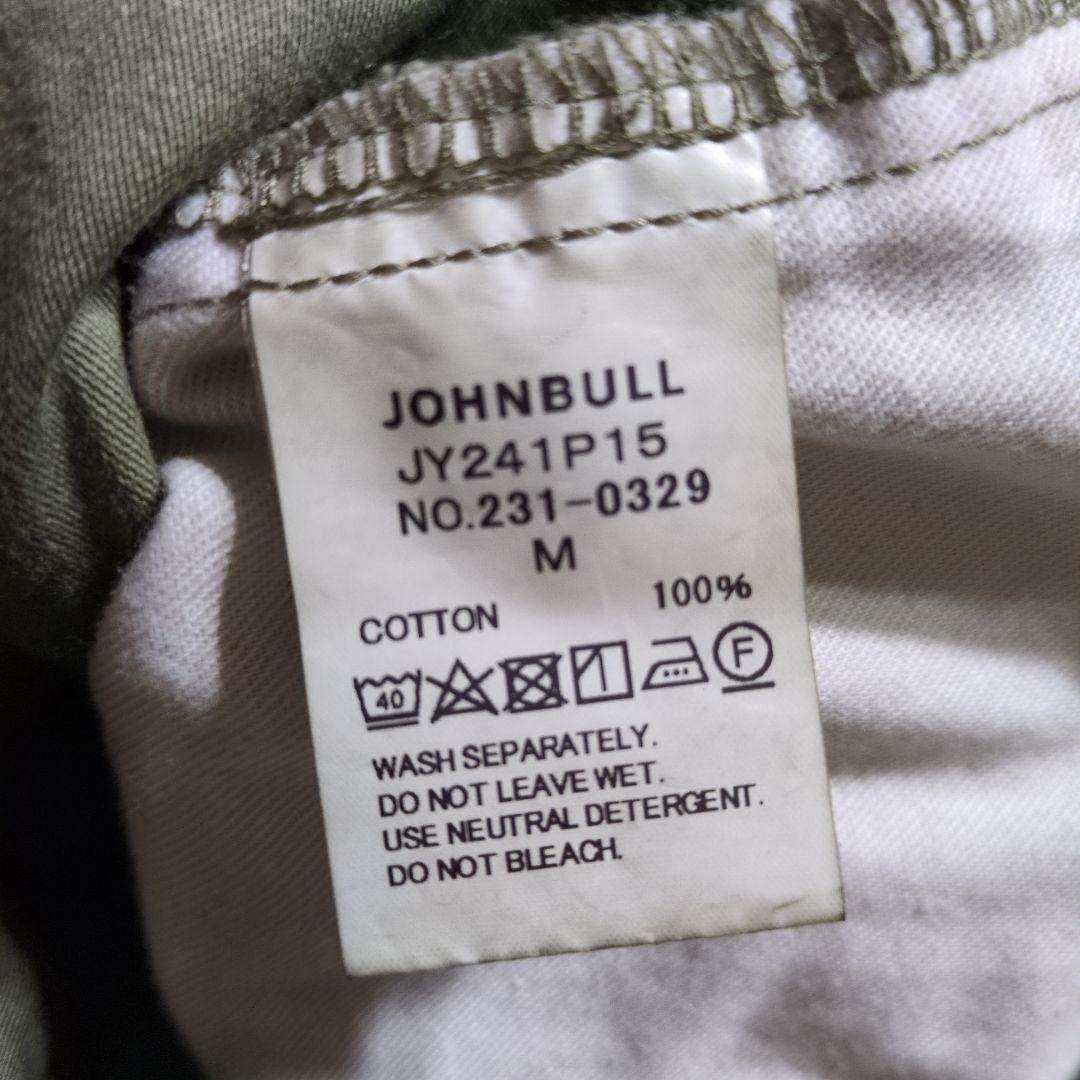 JOHNBULL
JY241P15
NO.231-0329
M
COTTON 100%
40 F
WASH SEPARATELY.
DO NOT LEAVE WET.
USE NEUTRAL DETERGENT.
DO NOT BLEACH.